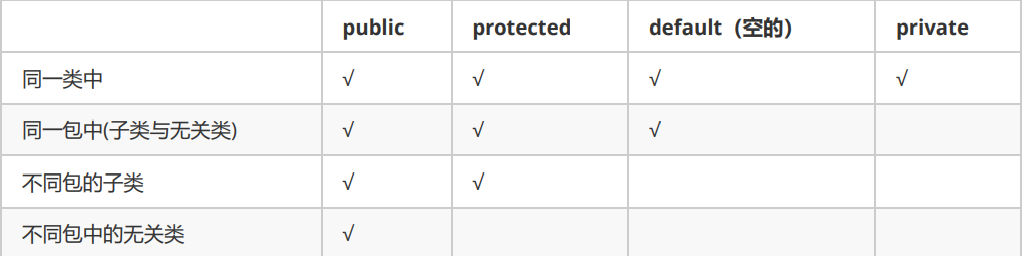 public protected default（空的） private
同一类中 √ √ √ √
同一包中(子类与无关类) √ √ √
不同包的子类 √ √
不同包中的无关类 √